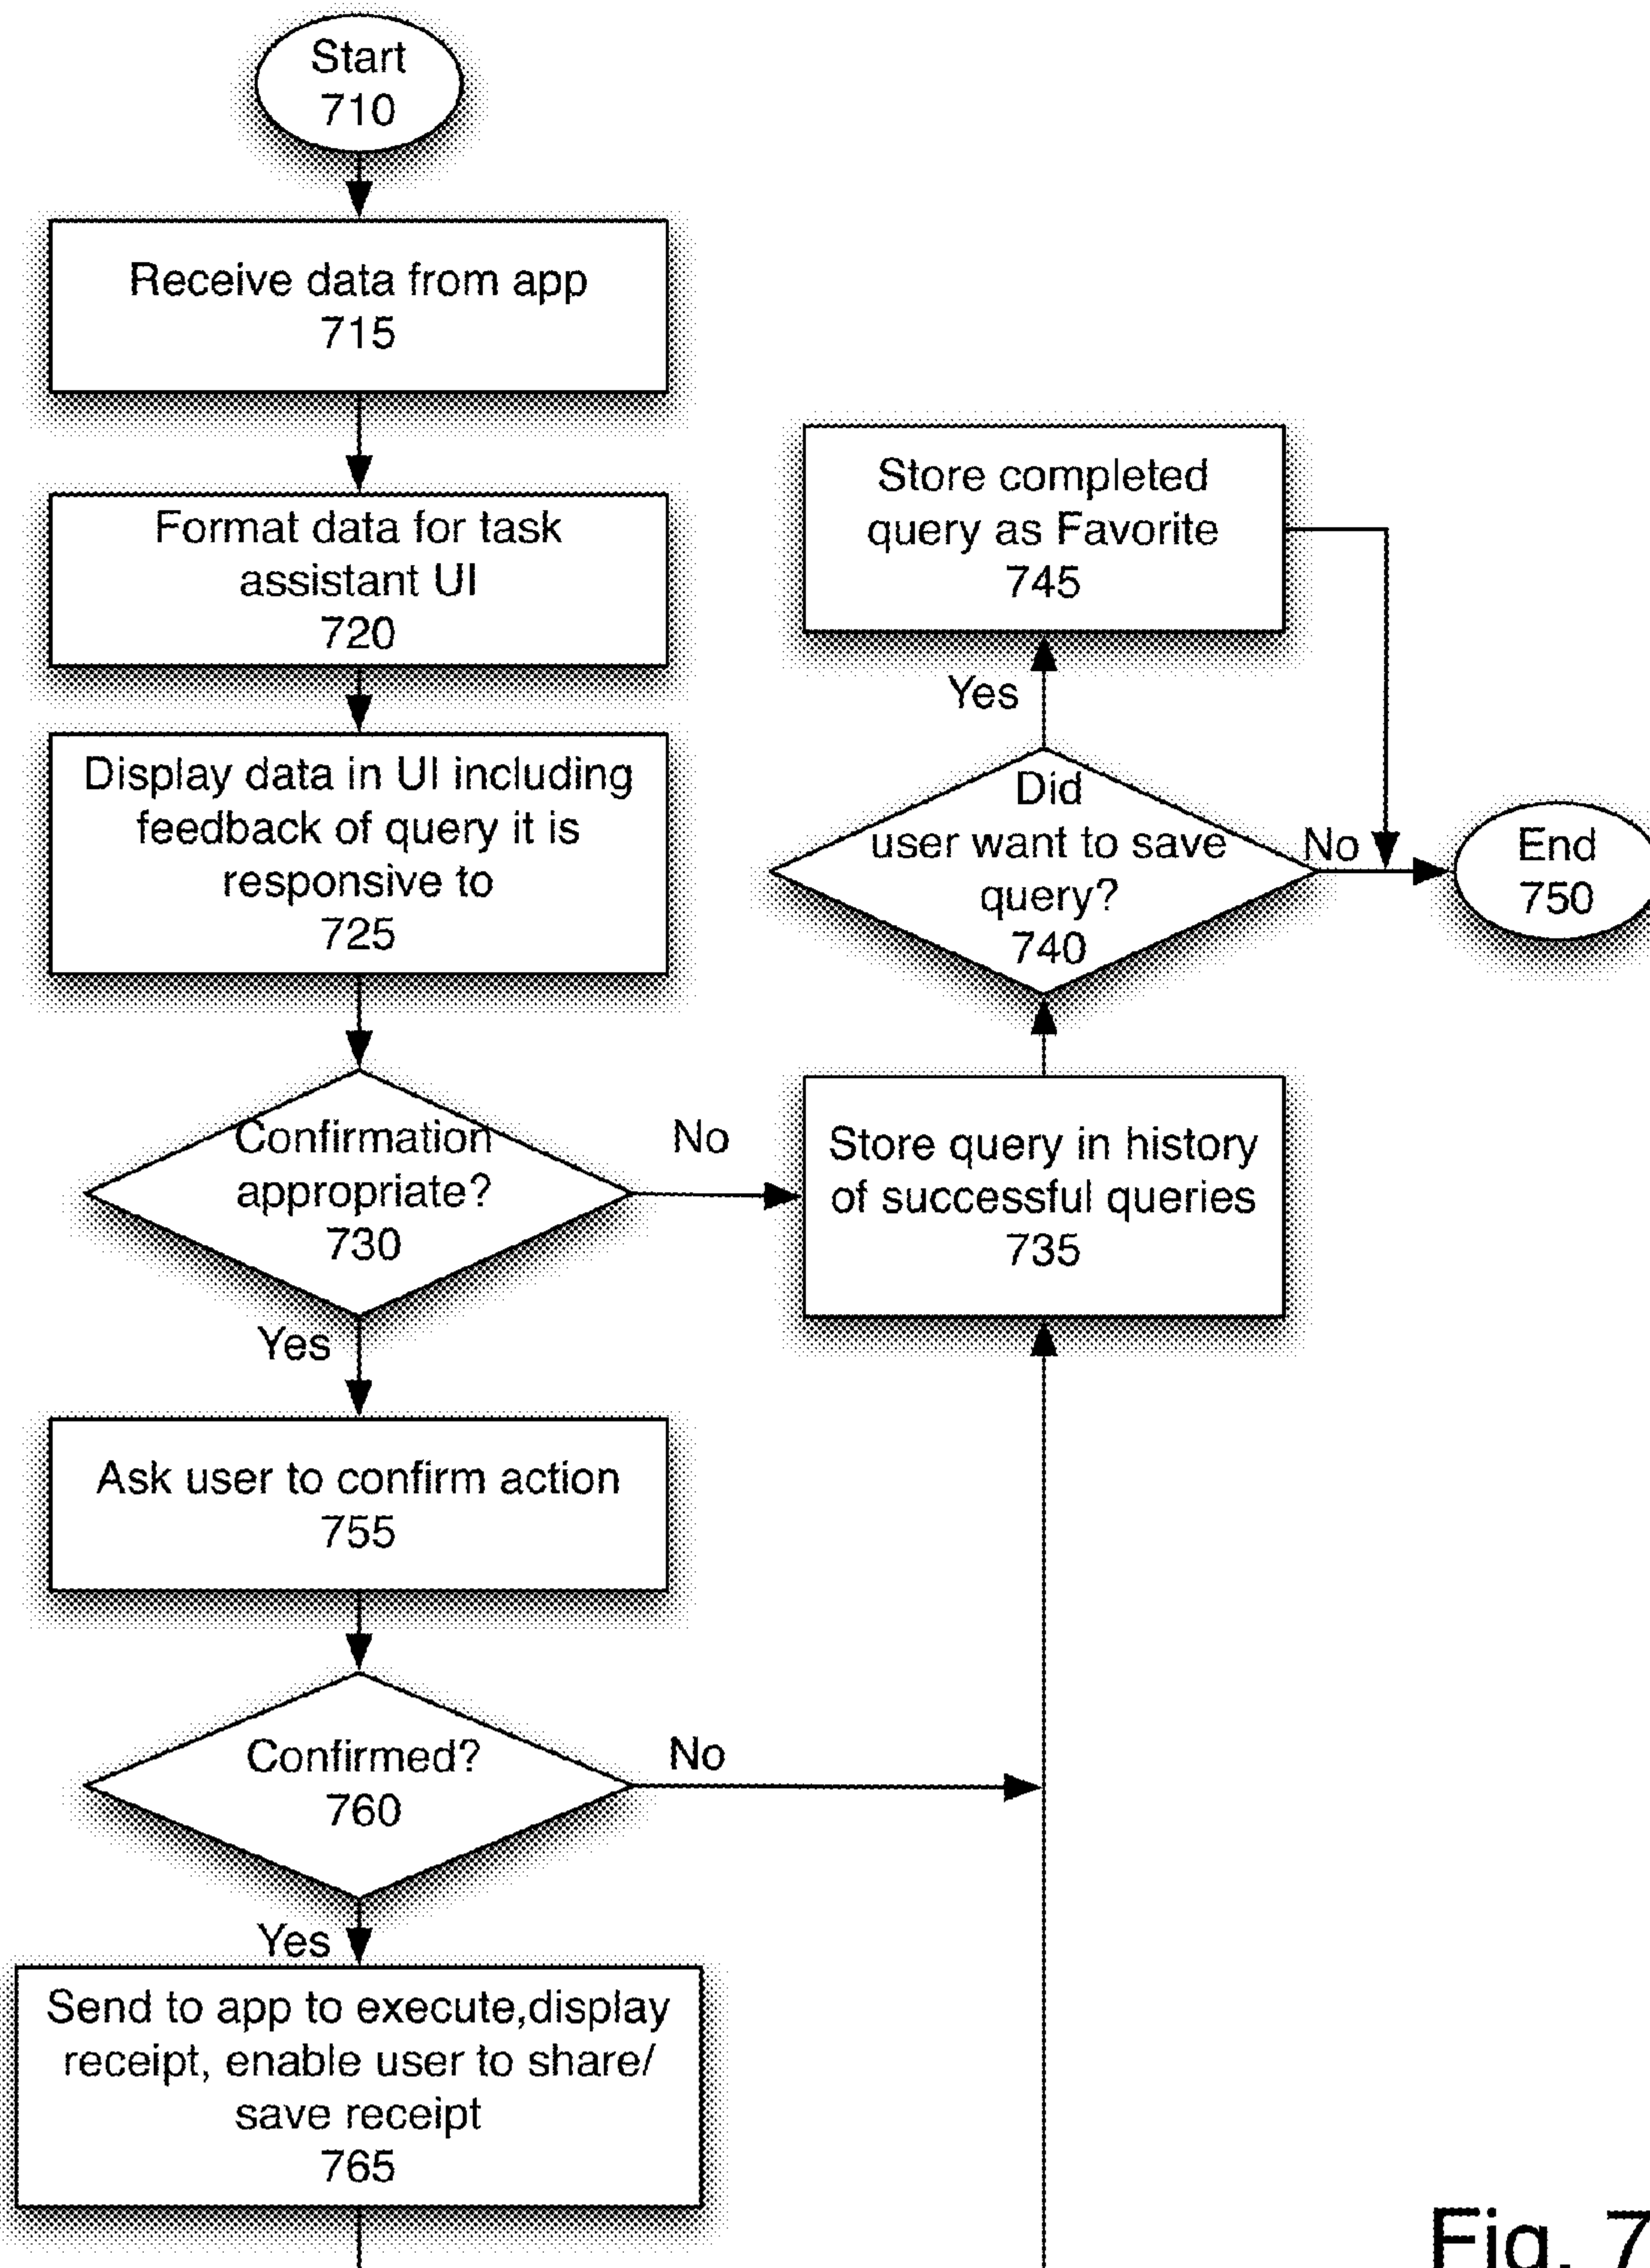 Start
710
Receive data from app
715
Format data for task
assistant UI
720
Display data in UI including
feedback of query it is
responsive to
725
Confirmation
appropriate?
730
No
Yes
Ask user to confirm action
755
Confirmed?
760
No
Yes
Send to app to execute,display
receipt, enable user to share/
save receipt
765
Store query in history
of successful queries
735
Did
user want to save
query?
740
Yes
No
Store completed
query as Favorite
745
End
750
Fig. 7